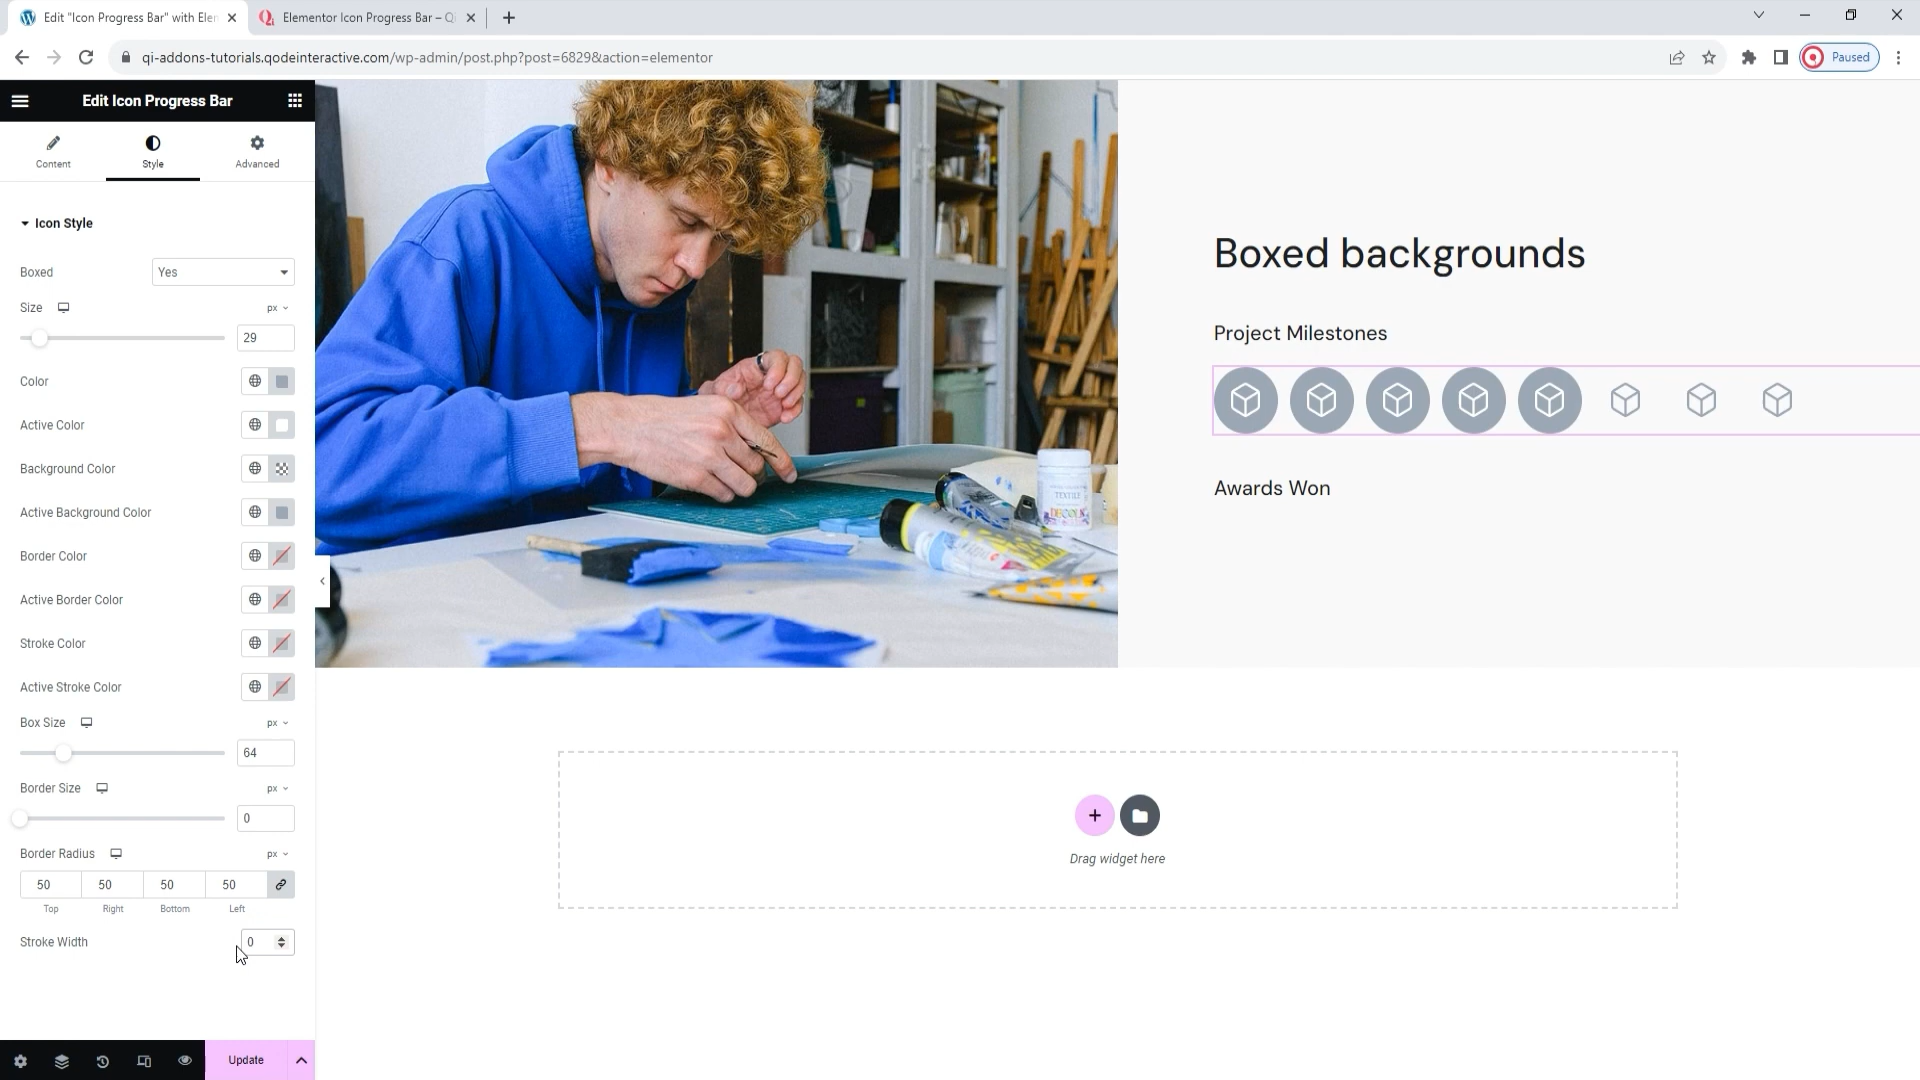 Edit "Icon Progress Bar" with Elen
Elementor Icon Progress Bar – Qi
qi-addons-tutorials.qodeinteractive.com/wp-admin/post.php?post=6829&action=elementor
Paused
Edit Icon Progress Bar
Content
Style
Advanced
Icon Style
Boxed
Yes
Size
px
29
Color
Active Color
Background Color
Active Background Color
Border Color
Active Border Color
Stroke Color
Active Stroke Color
Box Size
px
64
Border Size
px
0
Border Radius
px
50 50 50 50
Top Right Bottom Left
Stroke Width
0
Update
Boxed backgrounds
Project Milestones
Awards Won
TEXTILE
DECOLA
Drag widget here